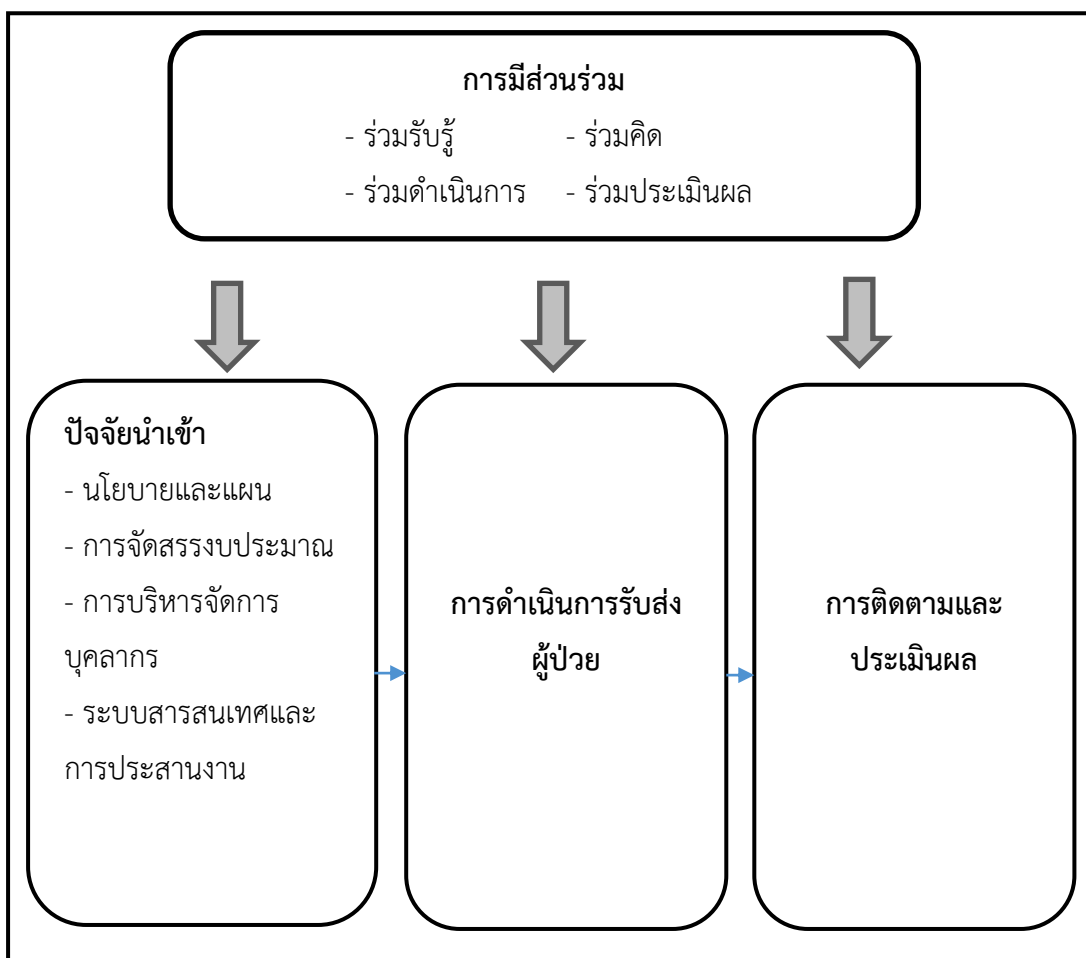 การมีส่วนร่วม
- ร่วมรับรู้ - ร่วมคิด
- ร่วมดำเนินการ - ร่วมประเมินผล
ปัจจัยนำเข้า
- นโยบายและแผน
- การจัดสรรงบประมาณ
- การบริหารจัดการ
บุคลากร
- ระบบสารสนเทศและ
การประสานงาน
การดำเนินการรับส่ง
ผู้ป่วย
การติดตามและ
ประเมินผล